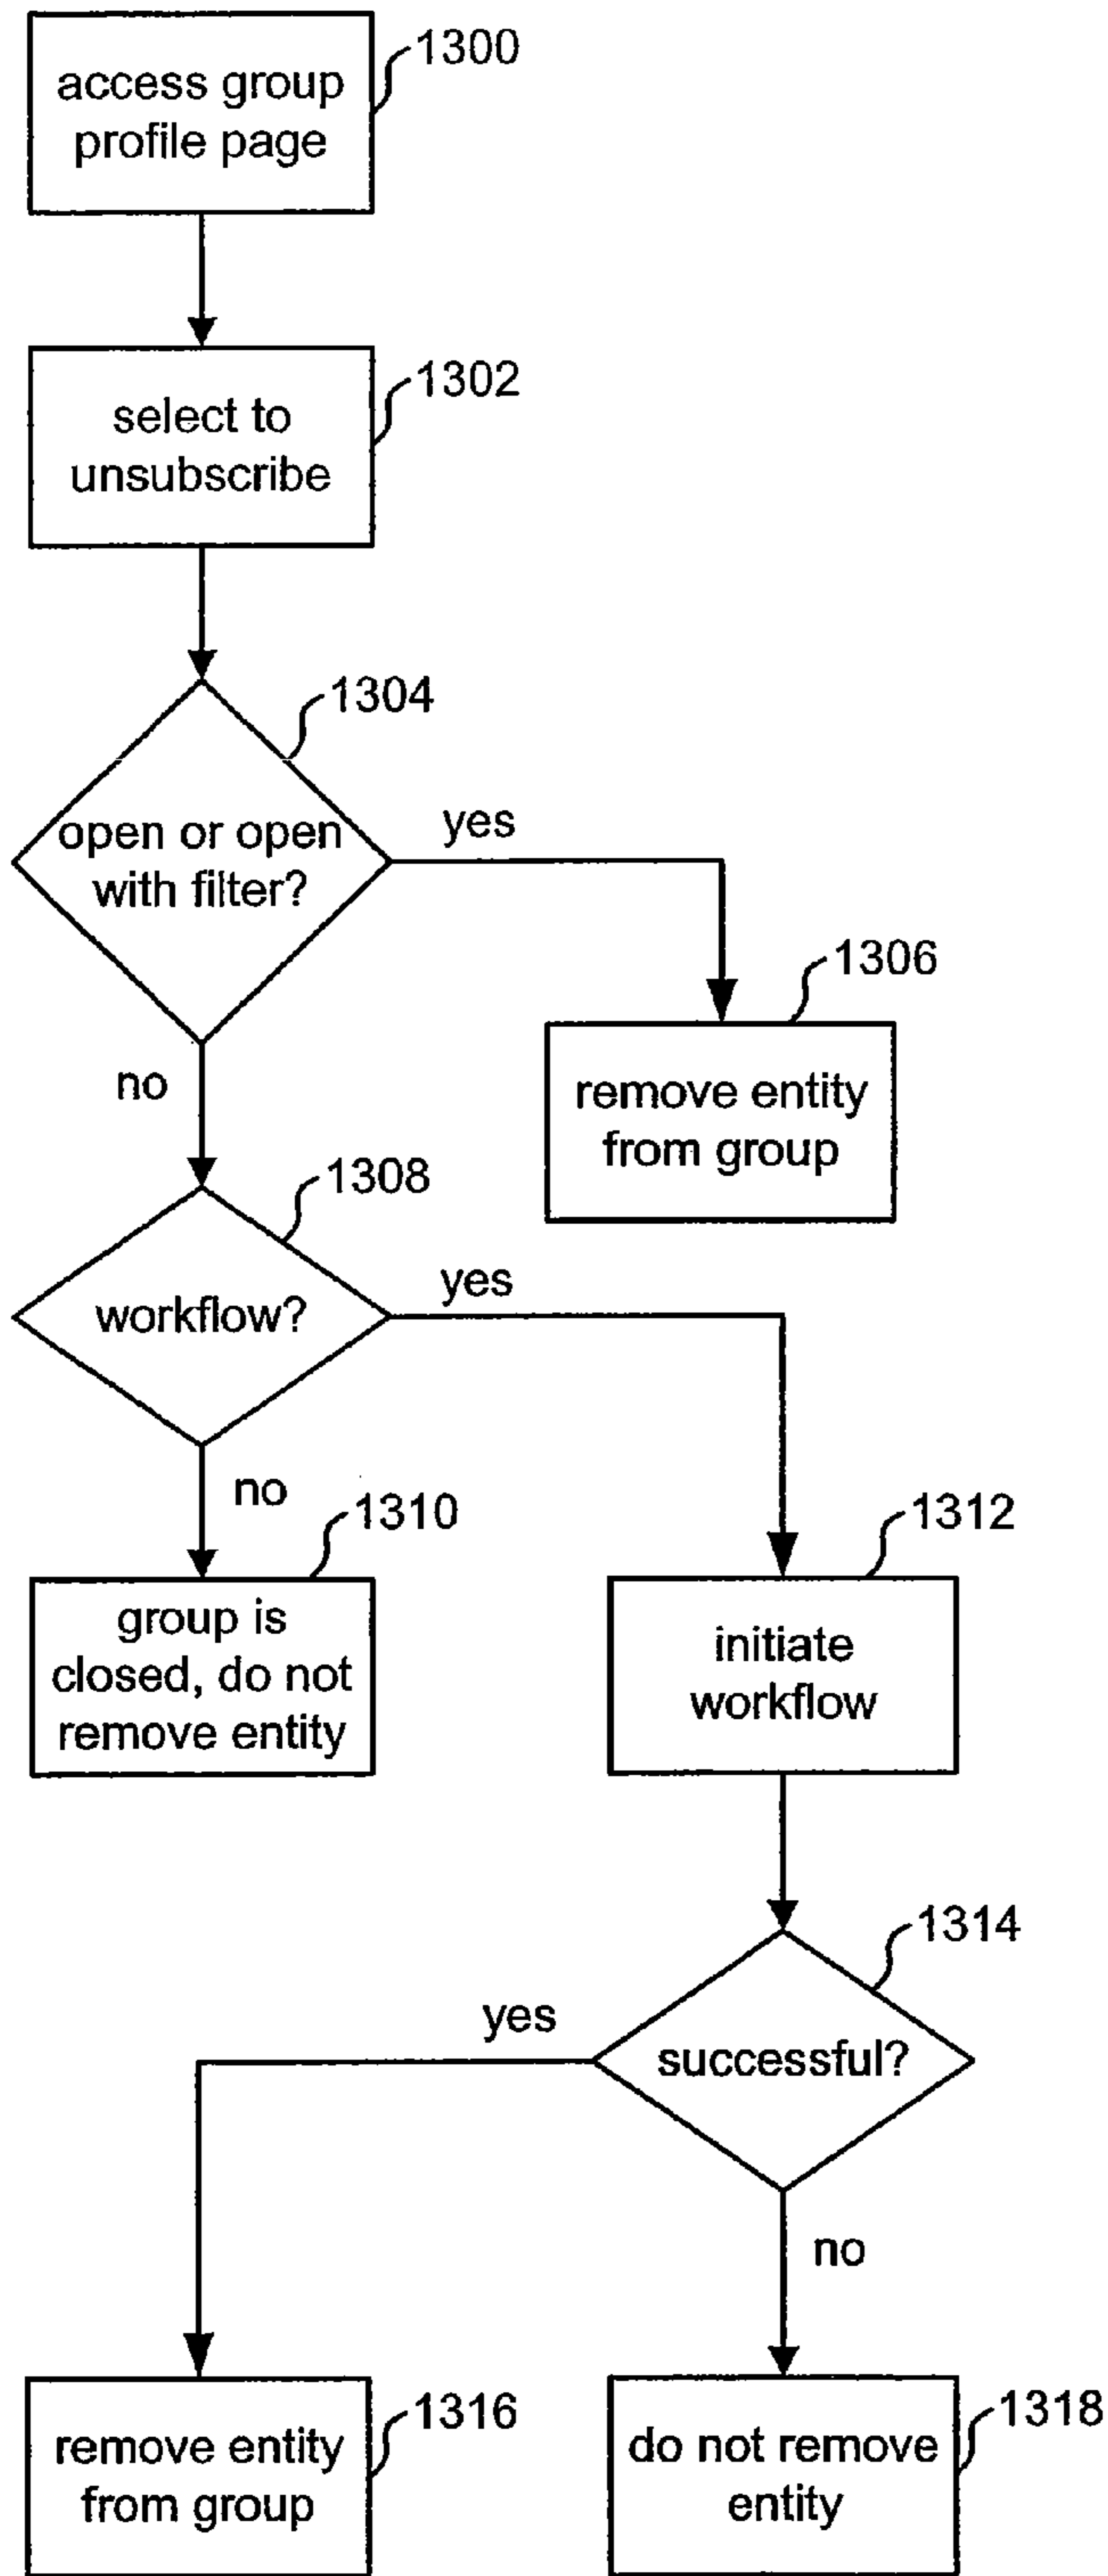 1300
access group
profile page
1302
select to
unsubscribe
1304
open or open
with filter?
yes
1306
remove entity
from group
no
1308
workflow?
yes
no
1310
group is
closed, do not
remove entity
1312
initiate
workflow
1314
successful?
yes
no
1316
remove entity
from group
1318
do not remove
entity